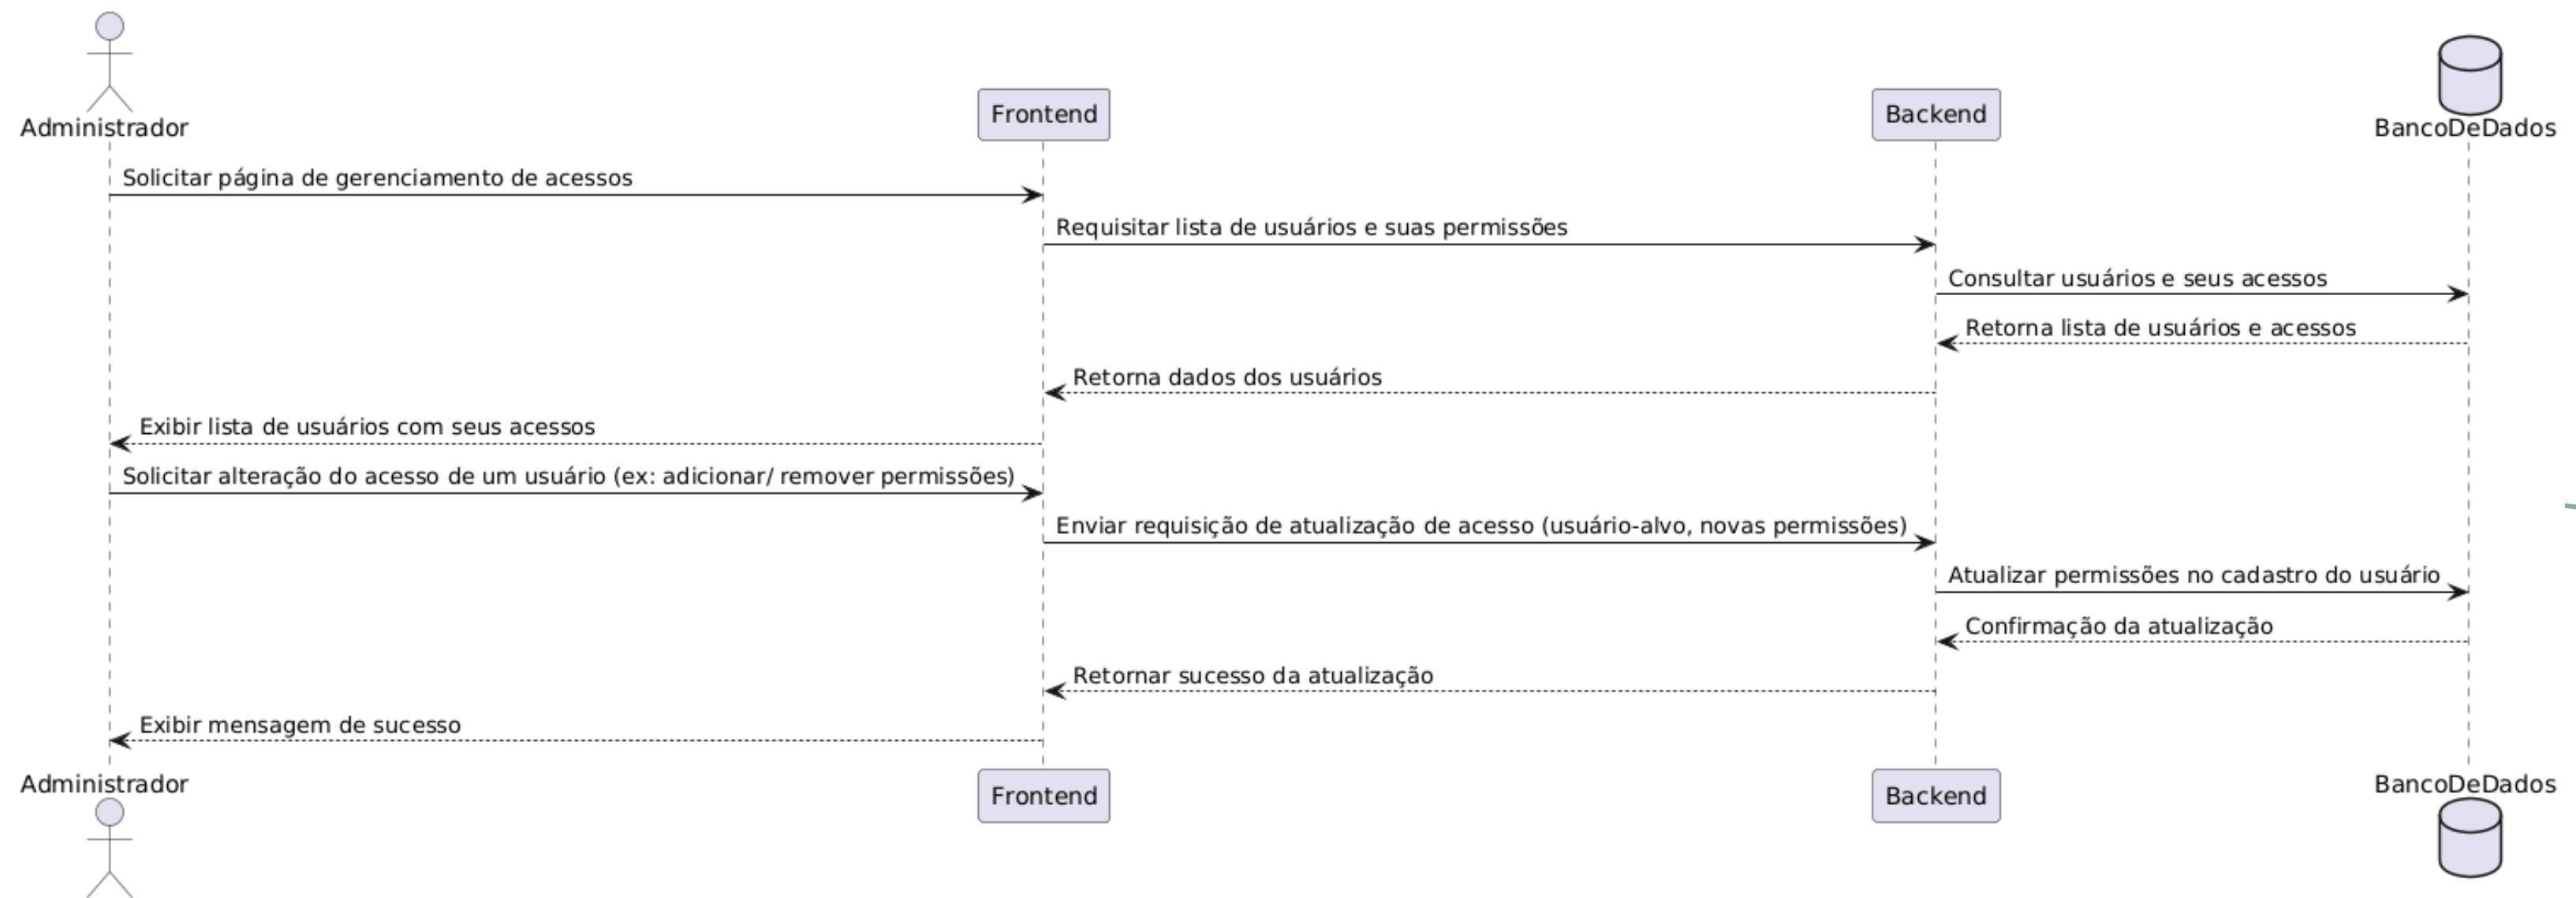 Administrador
Frontend
Backend
BancoDeDados
Solicitar página de gerenciamento de acessos
Requisitar lista de usuários e suas permissões
Consultar usuários e seus acessos
Retorna lista de usuários e acessos
Retorna dados dos usuários
Exibir lista de usuários com seus acessos
Solicitar alteração do acesso de um usuário (ex: adicionar/ remover permissões)
Enviar requisição de atualização de acesso (usuário-alvo, novas permissões)
Atualizar permissões no cadastro do usuário
Confirmação da atualização
Retornar sucesso da atualização
Exibir mensagem de sucesso
Administrador
Frontend
Backend
BancoDeDados